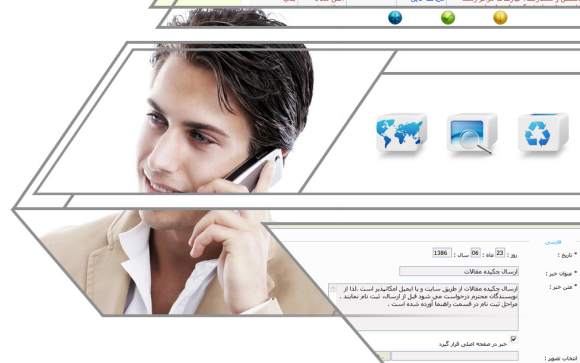 فارسی
* تاریخ : روز : 23 ماه : 06 سال : 1386
* عنوان خبر : ارسال چکیده مقالات
* متن خبر : ارسال چکیده مقالات از طریق سایت و یا ایمیل امکانپذیر است .لذا از
نویسندگان محترم درخواست می شود قبل از ارسال، ثبت نام نمایند .
مراحل ثبت نام در قسمت راهنما آورده شده است .
خبر در صفحه اصلی قرار گیرد
انتخاب تصویر :